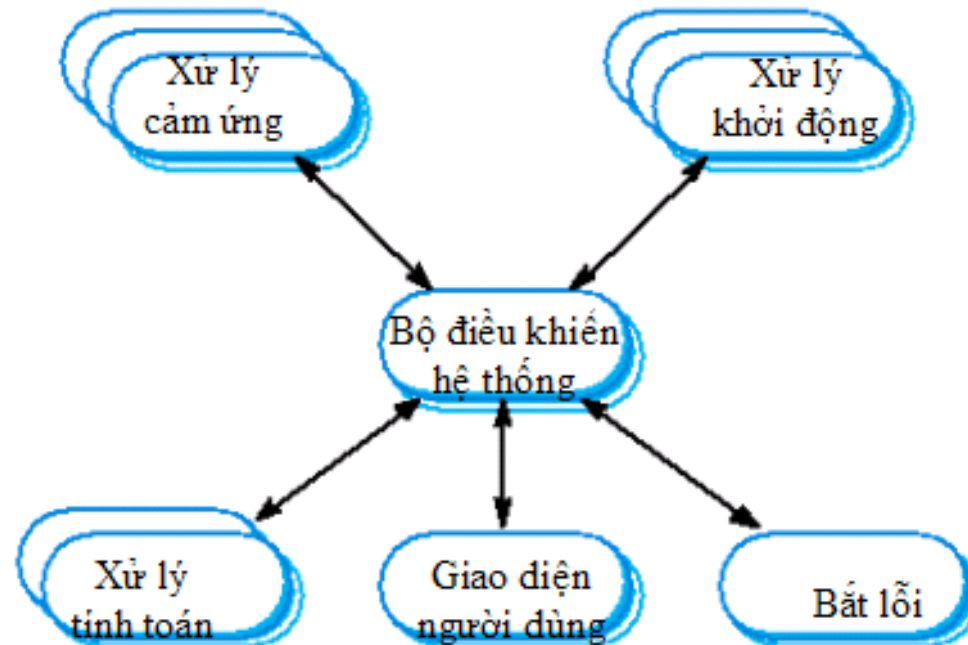 Xử lý
cảm ứng
Xử lý
khởi động
Bộ điều khiến
hệ thống
Xử lý
tính toán
Giao diện
người dùng
Bắt lỗi